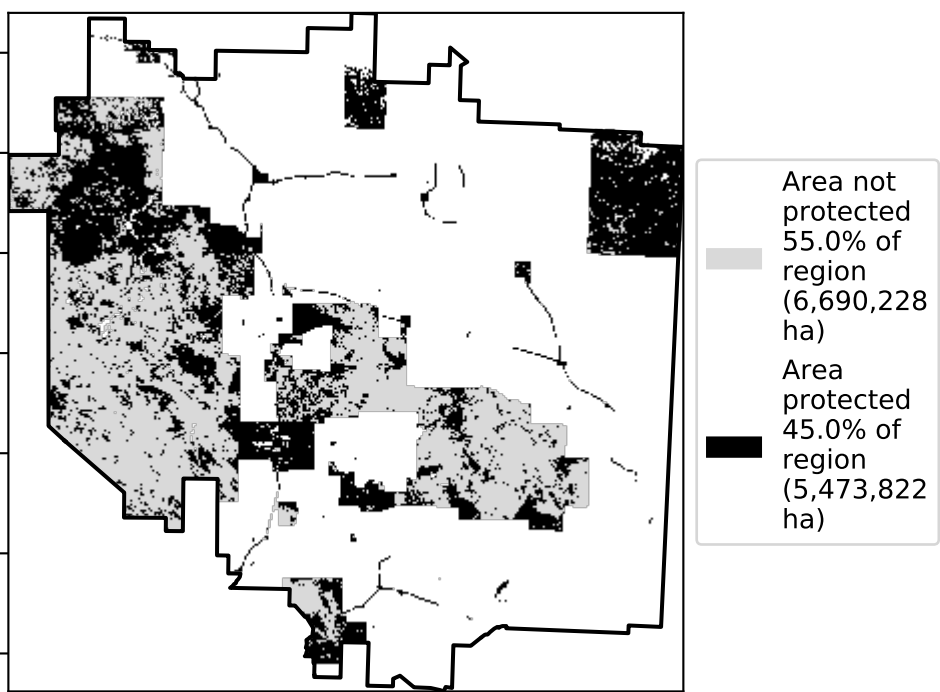 Area not
protected
55.0% of
region
(6,690,228
ha)
Area
protected
45.0% of
region
(5,473,822
ha)